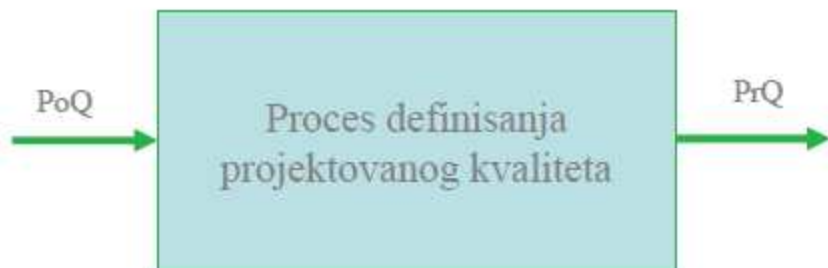 PoQ
Proces definisanja
projektovanog kvaliteta
PrQ